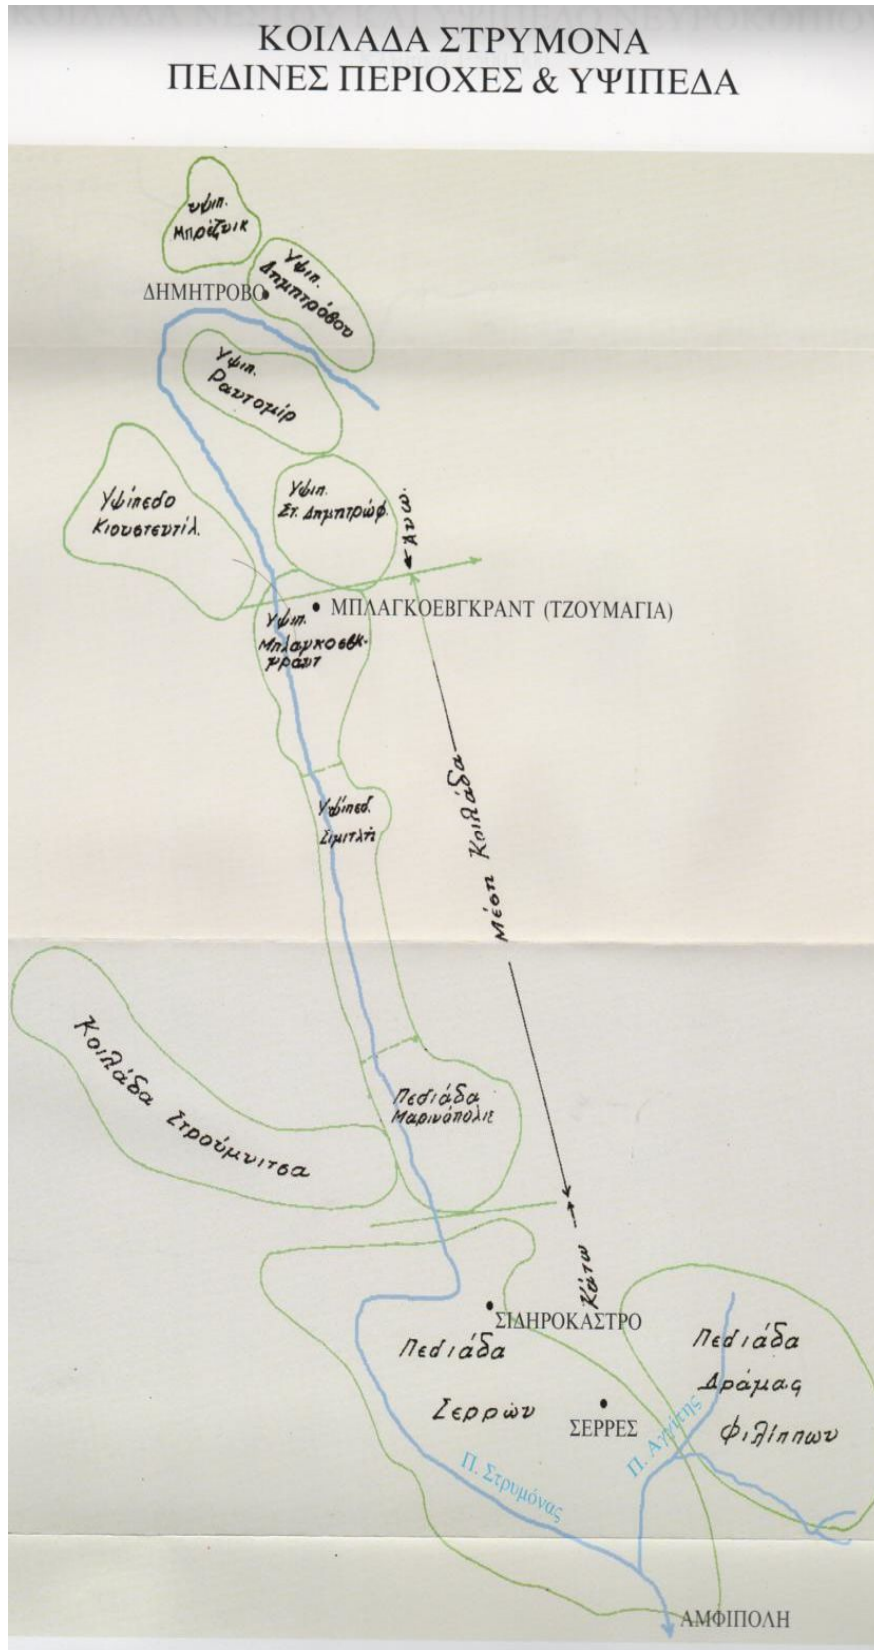 ΚΟΙΛΑΔΑ ΣΤΡΥΜΟΝΑ
ΠΕΔΙΝΕΣ ΠΕΡΙΟΧΕΣ & ΥΨΙΠΕΔΑ
υψιπ.
Μπρέζνικ
Υψιπ.
Δημητρόβου
ΔΗΜΗΤΡΟΒΟ
Υψιπ.
Ραντομίρ
Υψίπεδο
Κιουστεντίλ.
Υψιπ.
Στ. Δημητρώφ.
Άνω.
ΜΠΛΑΓΚΟΕΒΓΚΡΑΝΤ (ΤΖΟΥΜΑΓΙΑ)
Υψιπ.
Μπλαγκοεβκ-
γραντ
Υψίπεδ.
Σιμιτλή
Μέση Κοιλάδα
Κοιλάδα Στρούμνιτσα
Πεδιάδα
Μαρινόπολις
Κάτω
ΣΙΔΗΡΟΚΑΣΤΡΟ
Πεδιάδα
Σερρών
ΣΕΡΡΕΣ
Πεδιάδα
Δράμας
Φιλίππων
Π. Αγγίτης
Π. Στρυμόνας
ΑΜΦΙΠΟΛΗ